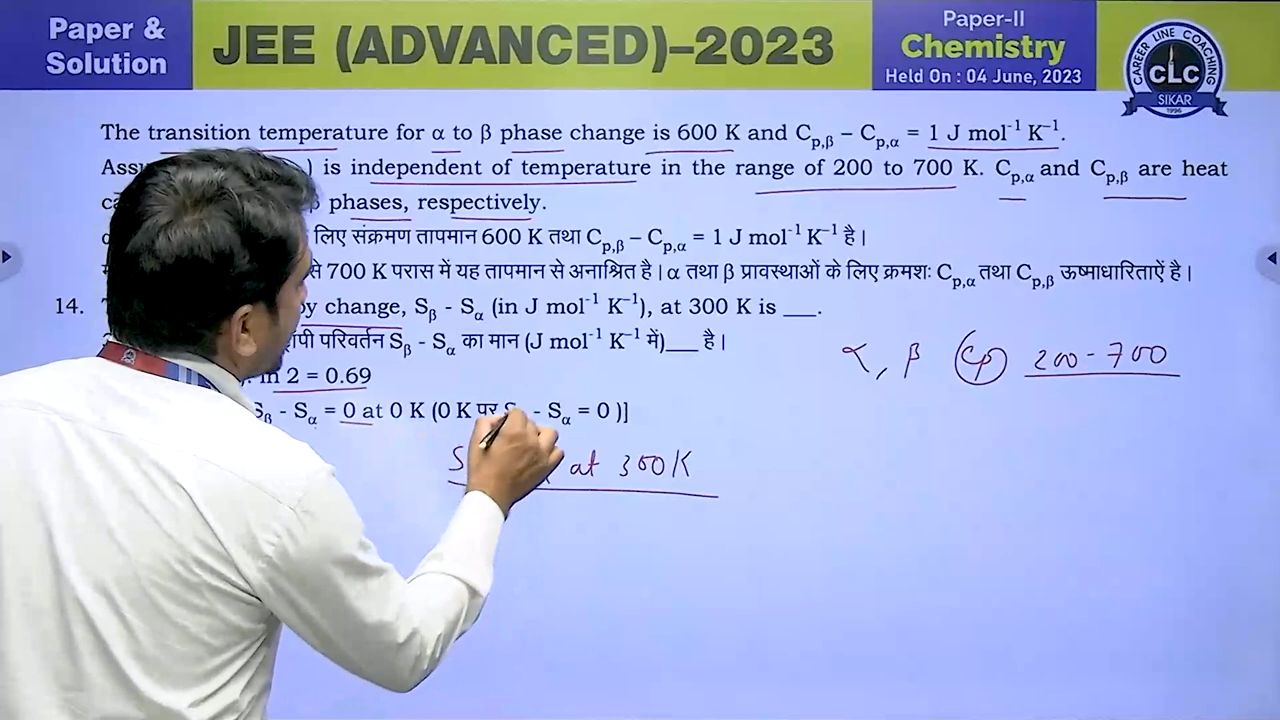 Paper &
Solution
JEE (ADVANCED)–2023
Paper-II
Chemistry
Held On : 04 June, 2023
CAREER LINE COACHING
CLC
SIKAR
1996
The transition temperature for α to β phase change is 600 K and Cp,β – Cp,α = 1 J mol⁻¹ K⁻¹.
) is independent of temperature in the range of 200 to 700 K. Cp,α and Cp,β are heat
phases, respectively.
लिए संक्रमण तापमान 600 K तथा Cp,β – Cp,α = 1 J mol⁻¹ K⁻¹ है।
से 700 K परास में यह तापमान से अनाश्रित है। α तथा β प्रावस्थाओं के लिए क्रमशः Cp,α तथा Cp,β ऊष्माधारिताऐं है।
14. change, Sβ - Sα (in J mol⁻¹ K⁻¹), at 300 K is ___.
परिवर्तन Sβ - Sα का मान (J mol⁻¹ K⁻¹ में)___ है।
α, β Cp 200-700
ln 2 = 0.69
Sβ - Sα = 0 at 0 K (0 K पर - Sα = 0 )]
S at 300K